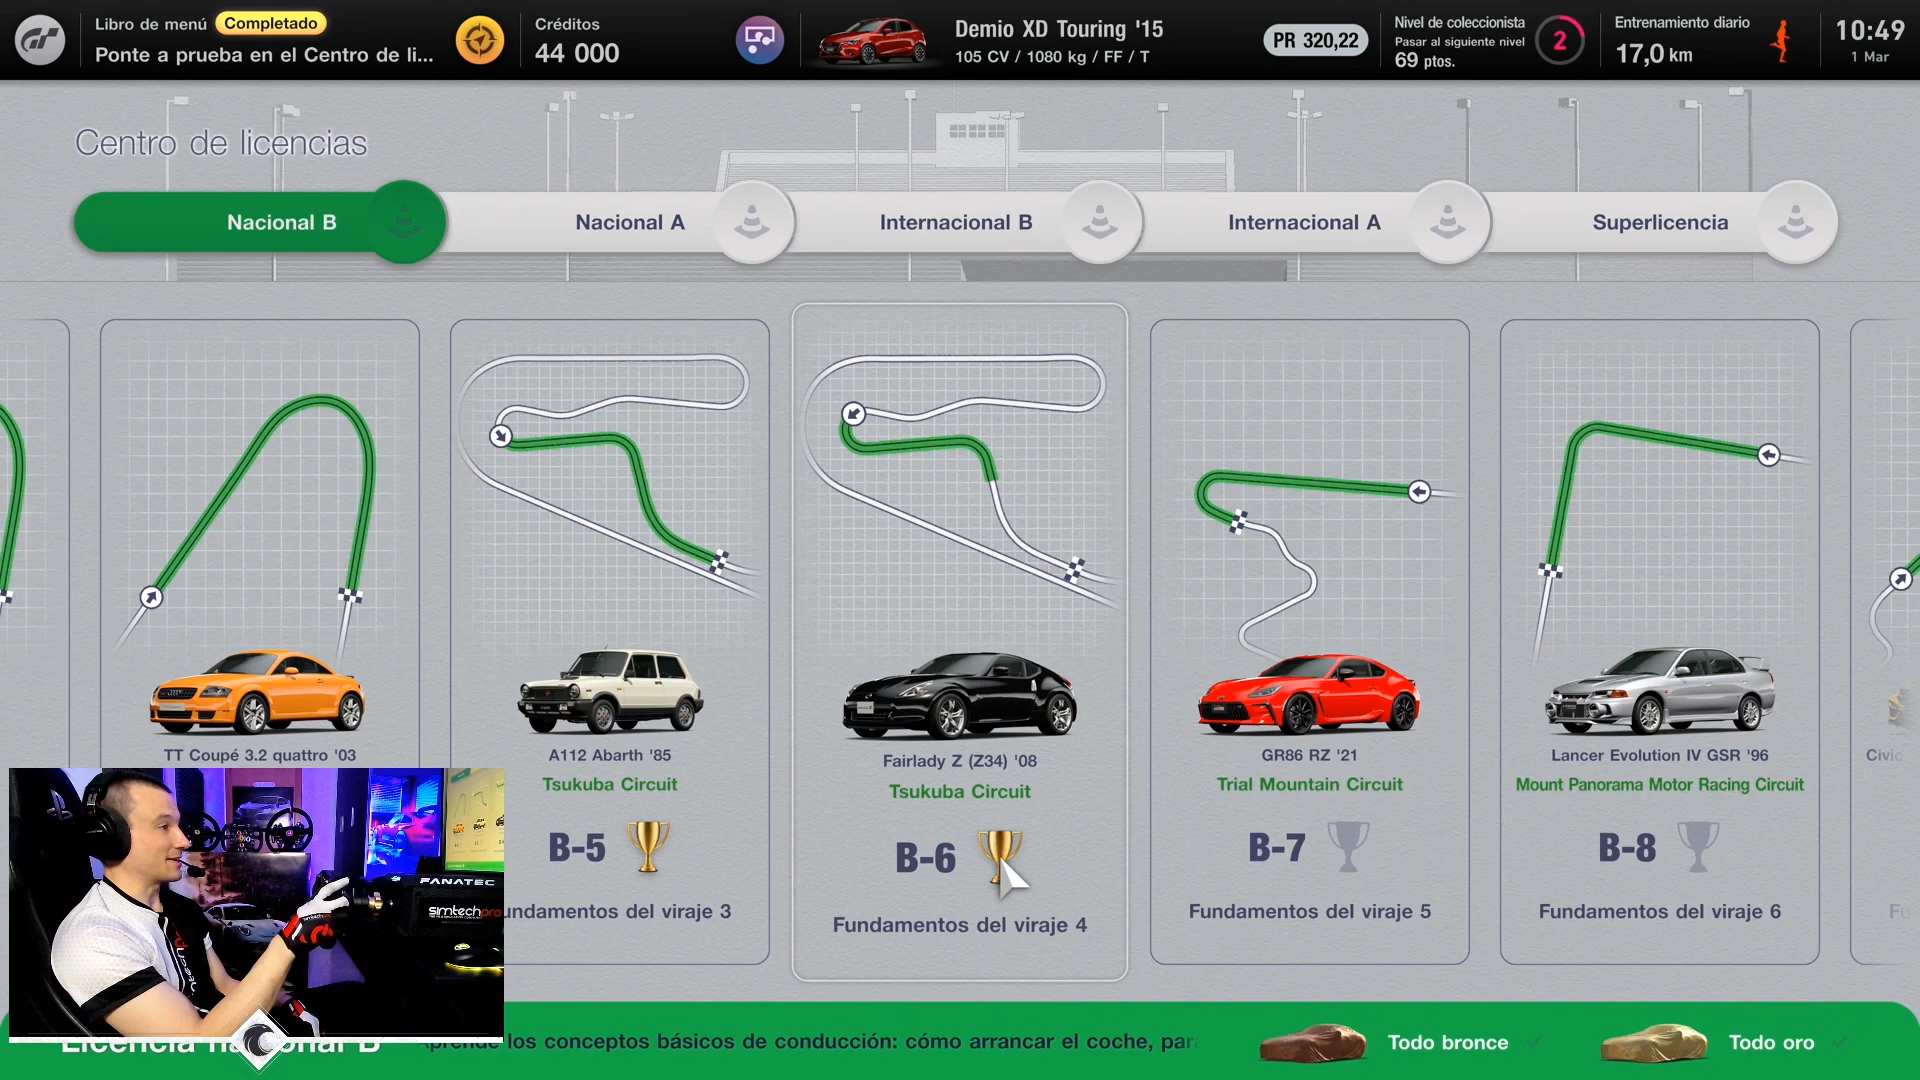 Libro de menú Completado
Ponte a prueba en el Centro de li...
Créditos
44 000
Demio XD Touring '15
105 CV / 1080 kg / FF / T
PR 320,22
Nivel de coleccionista
Pasar al siguiente nivel
69 ptos.
2
Entrenamiento diario
17,0 km
10:49
1 Mar
Centro de licencias
Nacional B
Nacional A
Internacional B
Internacional A
Superlicencia
TT Coupé 3.2 quattro '03
A112 Abarth '85
Tsukuba Circuit
B-5
undamentos del viraje 3
Fairlady Z (Z34) '08
Tsukuba Circuit
B-6
Fundamentos del viraje 4
GR86 RZ '21
Trial Mountain Circuit
B-7
Fundamentos del viraje 5
Lancer Evolution IV GSR '96
Mount Panorama Motor Racing Circuit
B-8
Fundamentos del viraje 6
Civic
Fu
FANATEC
simtechpro
Licencia nacional B
Aprende los conceptos básicos de conducción: cómo arrancar el coche, par
Todo bronce
Todo oro